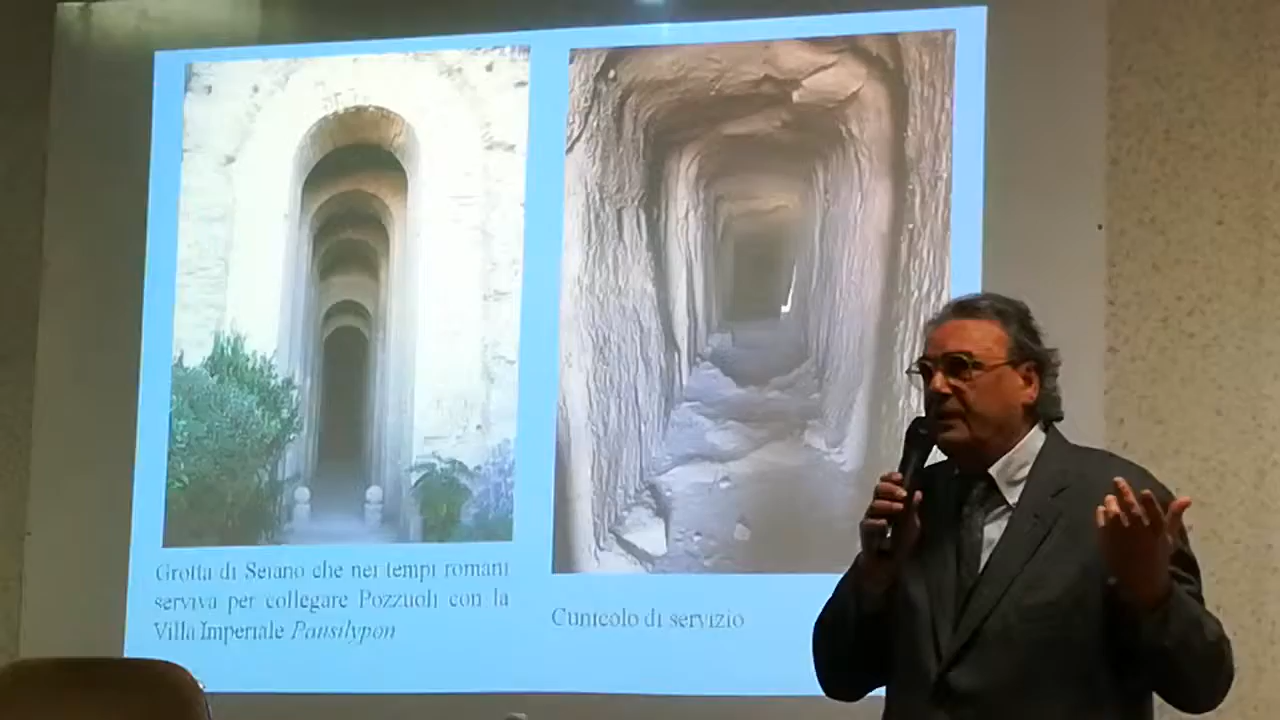 Grotta di Seiano che nei tempi romani
serviva per collegare Pozzuoli con la
Villa Imperiale Pausilypon
Cunicolo di servizio